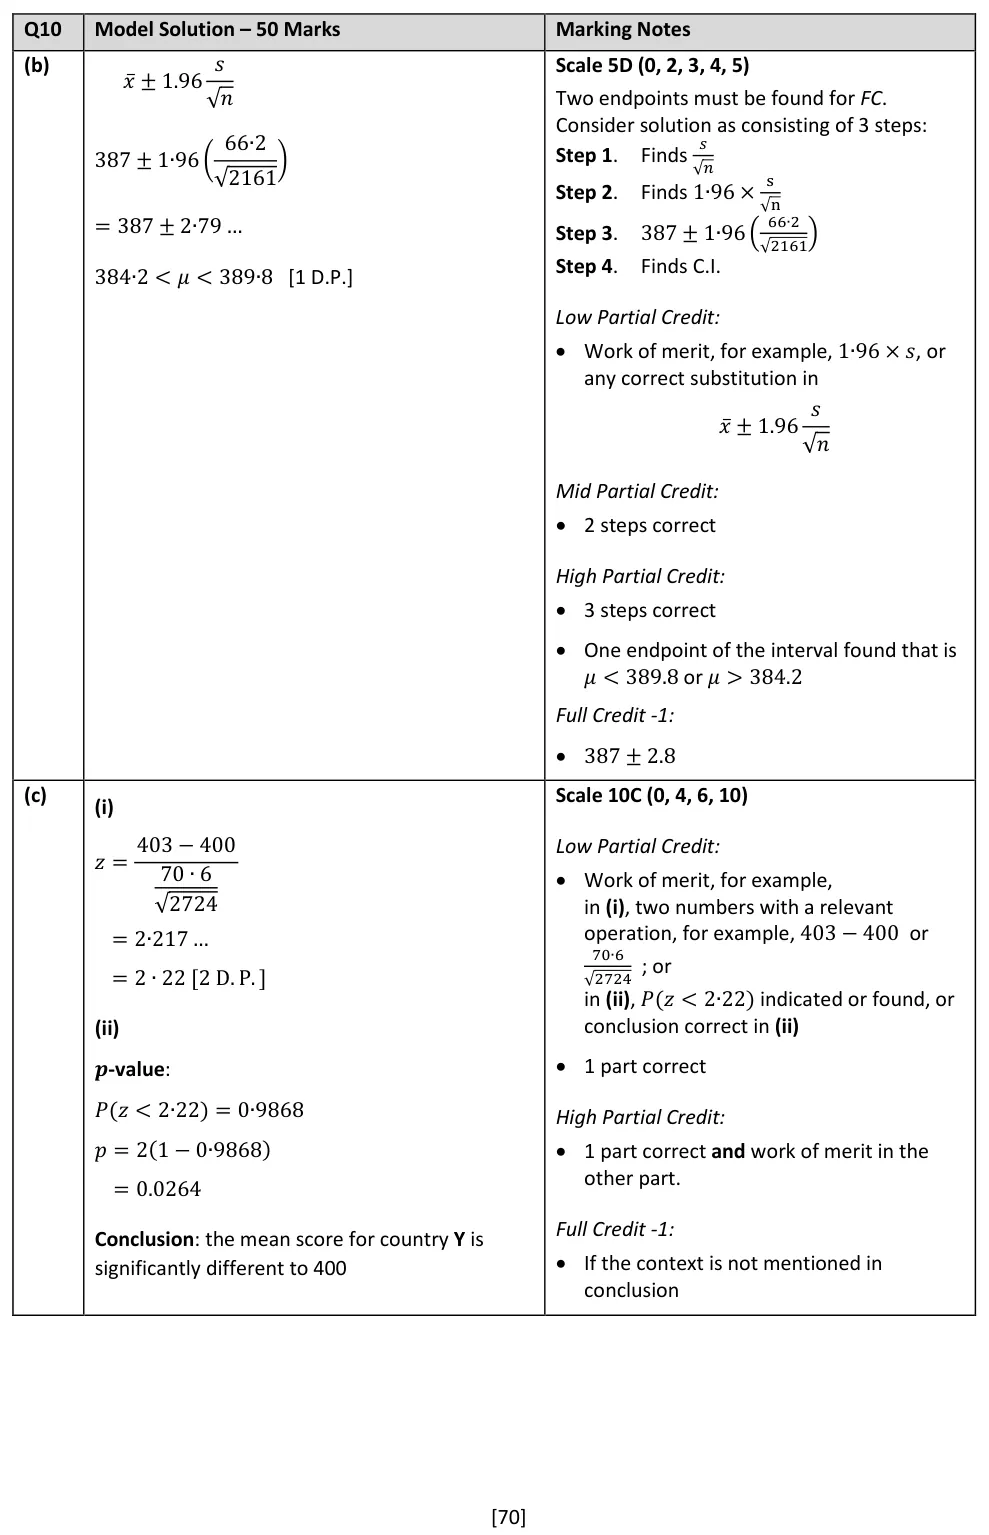 Q10 Model Solution – 50 Marks Marking Notes
(b)
x̄ ± 1.96 s/√n
387 ± 1·96 (66·2/√2161)
= 387 ± 2·79 …
384·2 < μ < 389·8 [1 D.P.]
Scale 5D (0, 2, 3, 4, 5)
Two endpoints must be found for FC.
Consider solution as consisting of 3 steps:
Step 1. Finds s/√n
Step 2. Finds 1·96 × s/√n
Step 3. 387 ± 1·96 (66·2/√2161)
Step 4. Finds C.I.
Low Partial Credit:
• Work of merit, for example, 1·96 × s, or
any correct substitution in
x̄ ± 1.96 s/√n
Mid Partial Credit:
• 2 steps correct
High Partial Credit:
• 3 steps correct
• One endpoint of the interval found that is
μ < 389.8 or μ > 384.2
Full Credit -1:
• 387 ± 2.8
(c)
(i)
z = (403 − 400)/(70 · 6/√2724)
= 2·217 …
= 2 · 22 [2 D. P. ]
(ii)
p-value:
P(z < 2·22) = 0·9868
p = 2(1 − 0·9868)
= 0.0264
Conclusion: the mean score for country Y is
significantly different to 400
Scale 10C (0, 4, 6, 10)
Low Partial Credit:
• Work of merit, for example,
in (i), two numbers with a relevant
operation, for example, 403 − 400 or
70·6/√2724 ; or
in (ii), P(z < 2·22) indicated or found, or
conclusion correct in (ii)
• 1 part correct
High Partial Credit:
• 1 part correct and work of merit in the
other part.
Full Credit -1:
• If the context is not mentioned in
conclusion
[70]